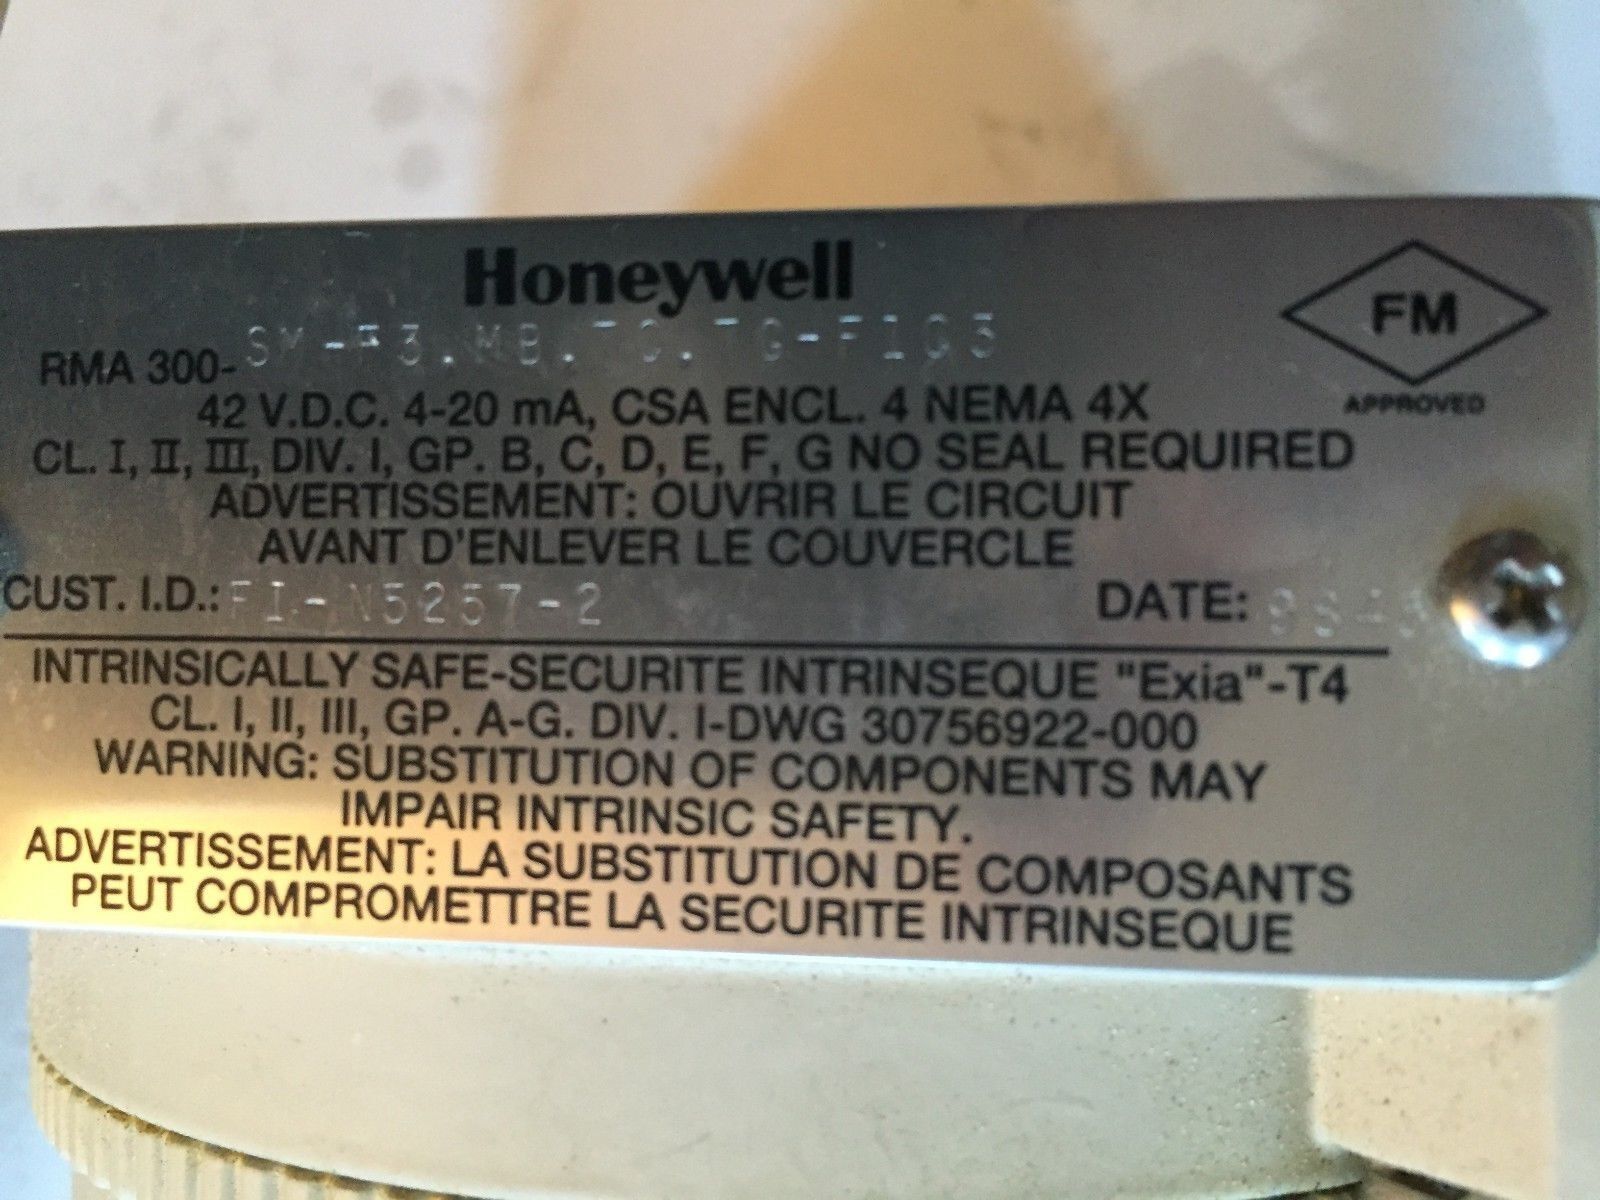 Honeywell
FM
APPROVED
RMA 300-
42 V.D.C. 4-20 mA, CSA ENCL. 4 NEMA 4X
CL. I, II, III, DIV. I, GP. B, C, D, E, F, G NO SEAL REQUIRED
ADVERTISSEMENT: OUVRIR LE CIRCUIT
AVANT D'ENLEVER LE COUVERCLE
CUST. I.D.: FI-N5257-2 DATE:
INTRINSICALLY SAFE-SECURITE INTRINSEQUE "Exia"-T4
CL. I, II, III, GP. A-G. DIV. I-DWG 30756922-000
WARNING: SUBSTITUTION OF COMPONENTS MAY
IMPAIR INTRINSIC SAFETY.
ADVERTISSEMENT: LA SUBSTITUTION DE COMPOSANTS
PEUT COMPROMETTRE LA SECURITE INTRINSEQUE